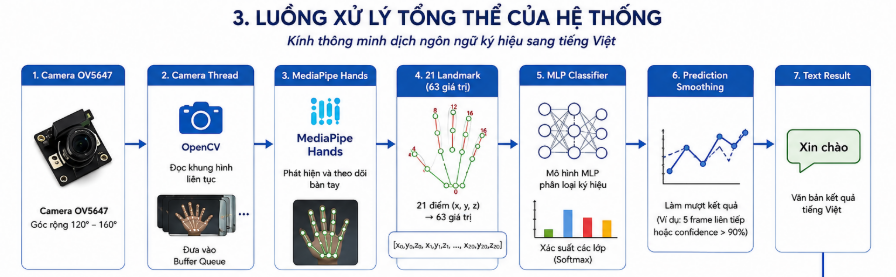 3. LUỒNG XỬ LÝ TỔNG THỂ CỦA HỆ THỐNG
Kính thông minh dịch ngôn ngữ ký hiệu sang tiếng Việt
1. Camera OV5647
Camera OV5647
Góc rộng 120° – 160°
2. Camera Thread
OpenCV
Đọc khung hình
liên tục
...
Đưa vào
Buffer Queue
3. MediaPipe Hands
MediaPipe
Hands
Phát hiện và theo dõi
bàn tay
4. 21 Landmark
(63 giá trị)
8
12
16
16
4
0
21 điểm (x, y, z)
→ 63 giá trị
[x₀,y₀,z₀, x₁,y₁,z₁, ..., x₂₀,y₂₀,z₂₀]
5. MLP Classifier
Mô hình MLP
phân loại ký hiệu
Xác suất các lớp
(Softmax)
6. Prediction
Smoothing
Làm mượt kết quả
(Ví dụ: 5 frame liên tiếp
hoặc confidence > 90%)
7. Text Result
Xin chào
Văn bản kết quả
tiếng Việt